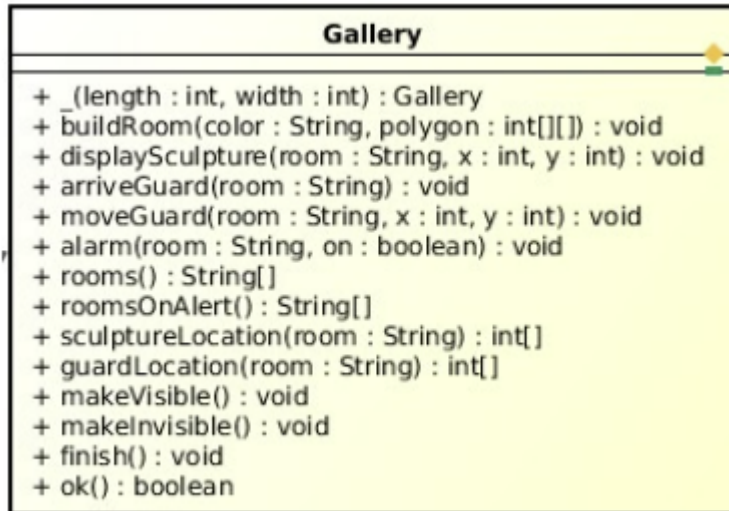 Gallery
+ _(length : int, width : int) : Gallery
+ buildRoom(color : String, polygon : int[][]) : void
+ displaySculpture(room : String, x : int, y : int) : void
+ arriveGuard(room : String) : void
+ moveGuard(room : String, x : int, y : int) : void
+ alarm(room : String, on : boolean) : void
+ rooms() : String[]
+ roomsOnAlert() : String[]
+ sculptureLocation(room : String) : int[]
+ guardLocation(room : String) : int[]
+ makeVisible() : void
+ makeInvisible() : void
+ finish() : void
+ ok() : boolean